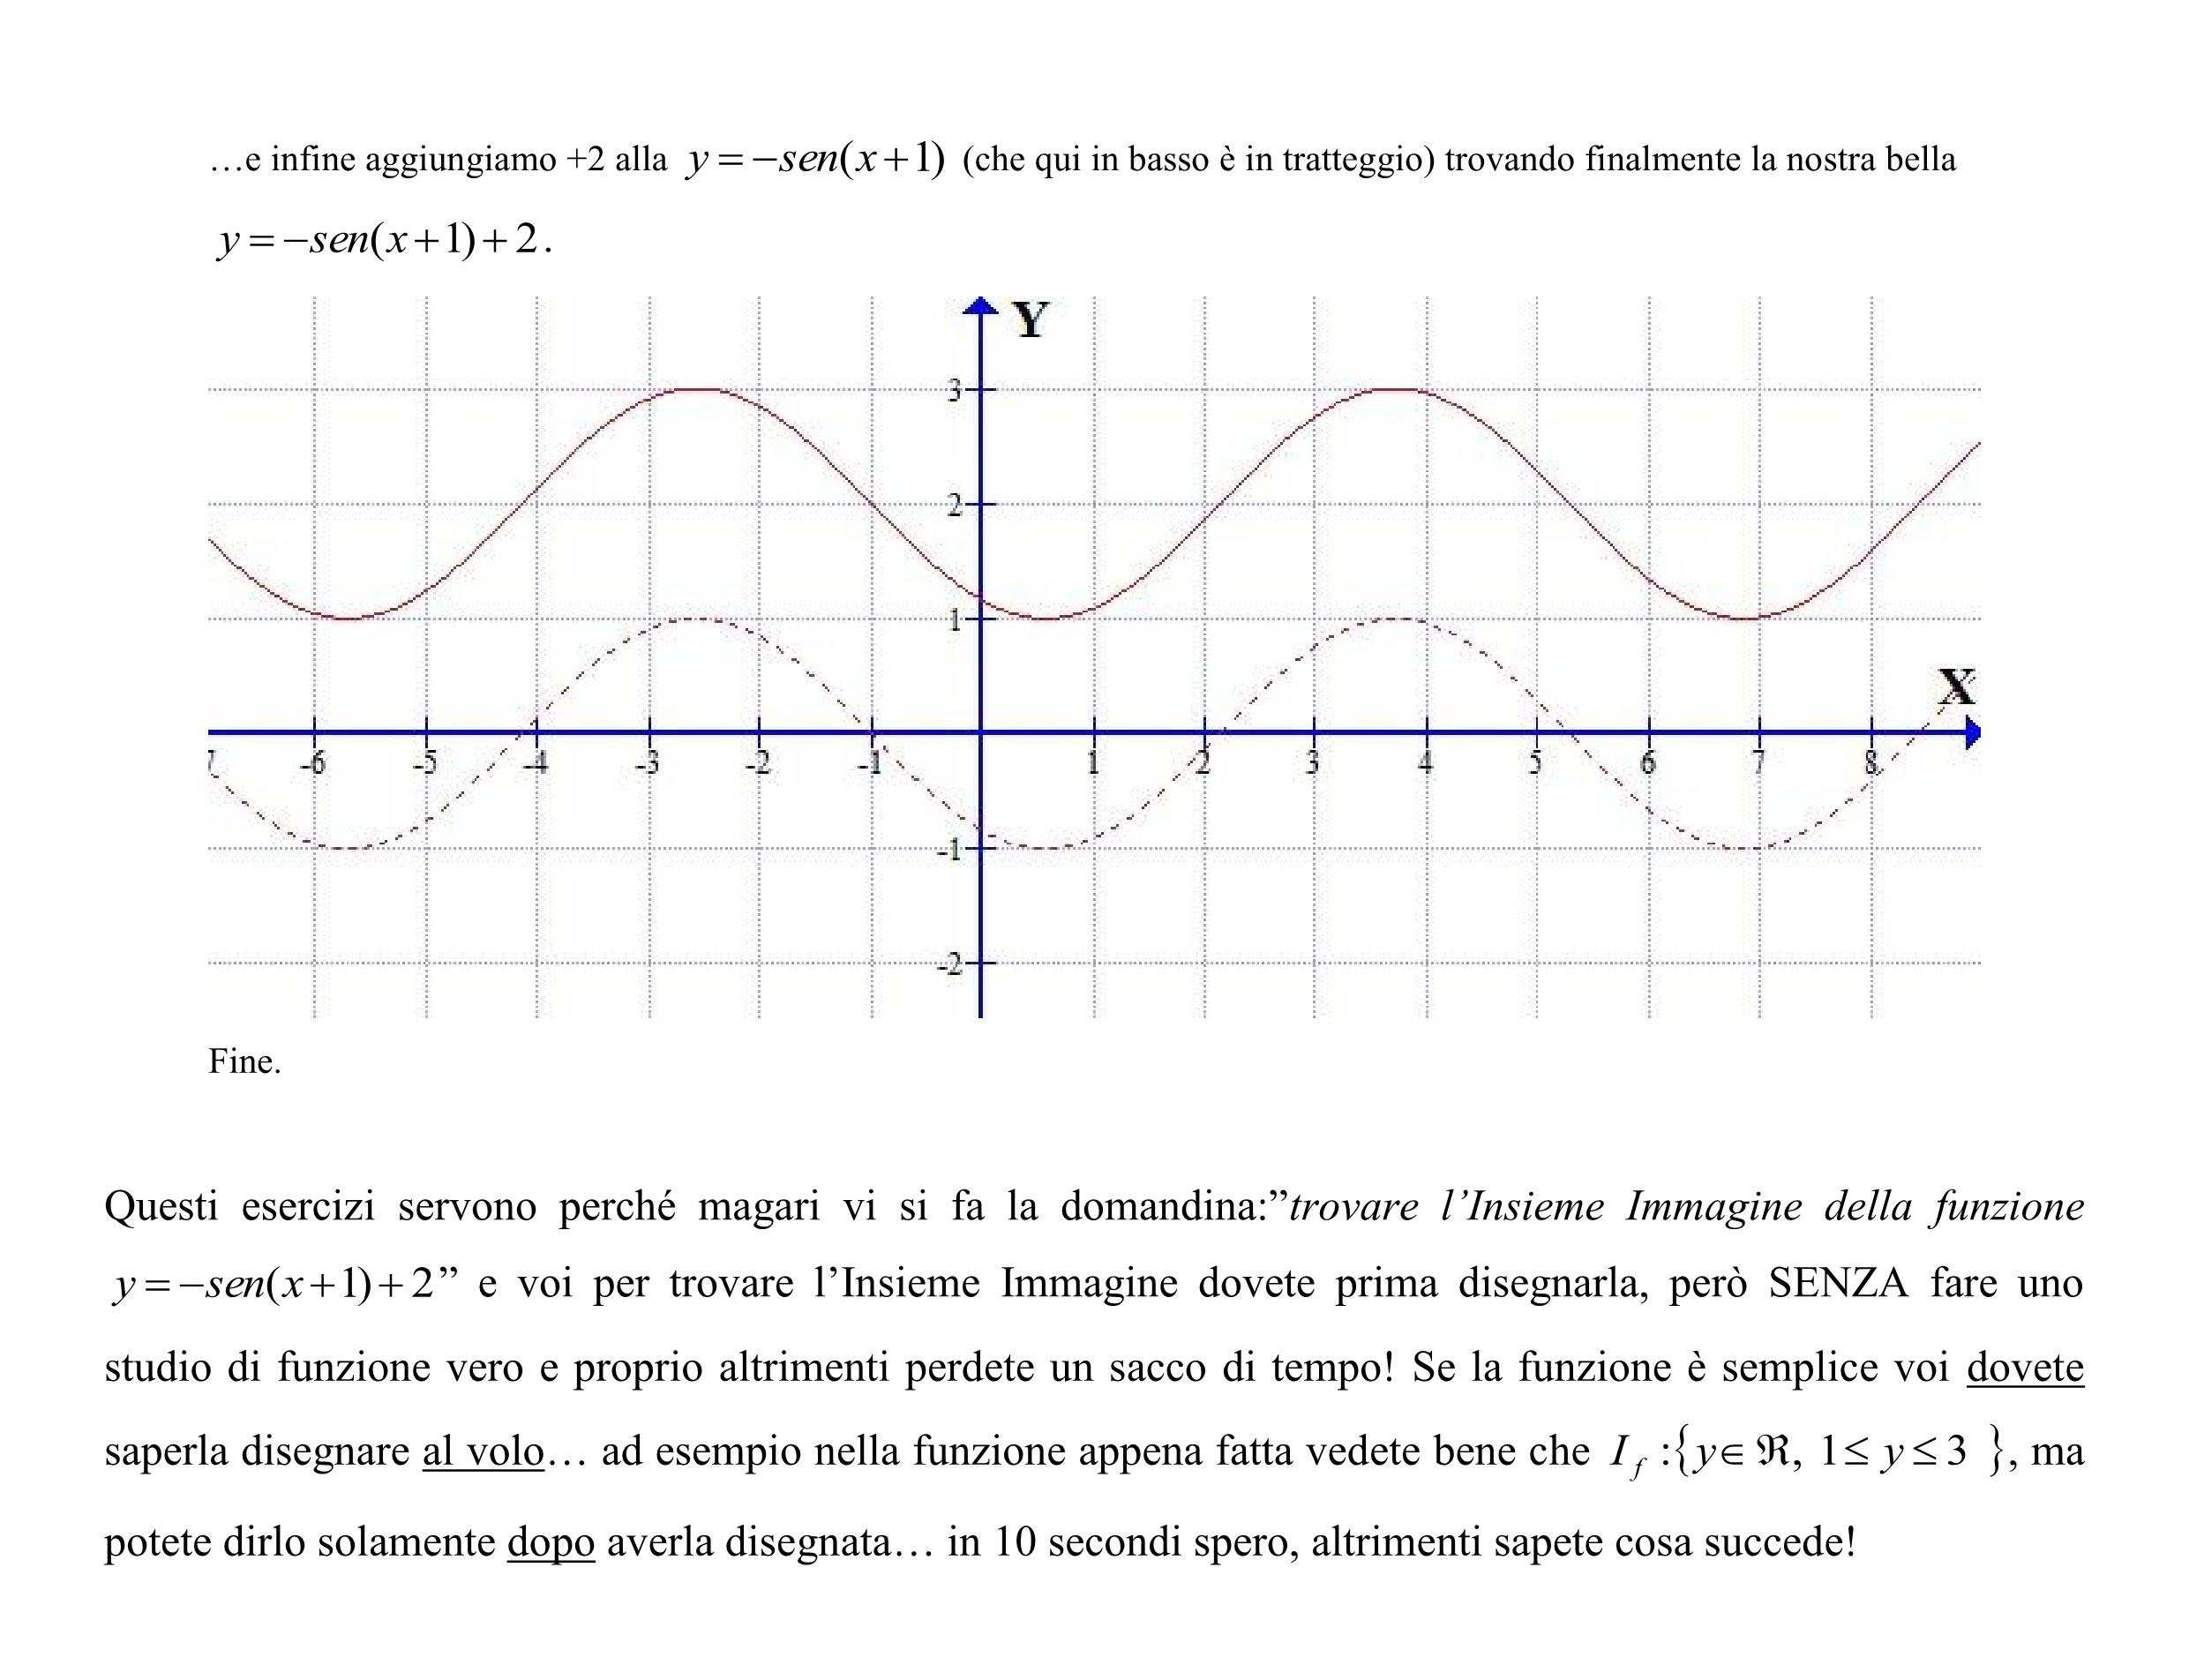 …e infine aggiungiamo +2 alla y=−sen(x+1) (che qui in basso è in tratteggio) trovando finalmente la nostra bella
y=−sen(x+1)+2.
Y
3
2
1
X
7 -6 -5 -4 -3 -2 -1 1 2 3 4 5 6 7 8
-1
-2
Fine.
Questi esercizi servono perché magari vi si fa la domandina:”trovare l’Insieme Immagine della funzione
y=−sen(x+1)+2” e voi per trovare l’Insieme Immagine dovete prima disegnarla, però SENZA fare uno
studio di funzione vero e proprio altrimenti perdete un sacco di tempo! Se la funzione è semplice voi dovete
saperla disegnare al volo… ad esempio nella funzione appena fatta vedete bene che I_f :{y∈ ℜ, 1≤ y≤3 }, ma
potete dirlo solamente dopo averla disegnata… in 10 secondi spero, altrimenti sapete cosa succede!